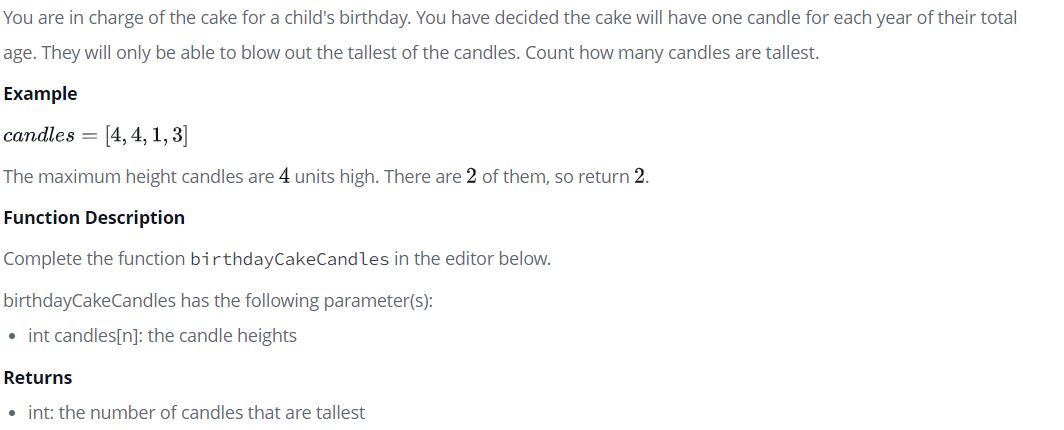 You are in charge of the cake for a child's birthday. You have decided the cake will have one candle for each year of their total
age. They will only be able to blow out the tallest of the candles. Count how many candles are tallest.
Example
candles = [4, 4, 1, 3]
The maximum height candles are 4 units high. There are 2 of them, so return 2.
Function Description
Complete the function birthdayCakeCandles in the editor below.
birthdayCakeCandles has the following parameter(s):
• int candles[n]: the candle heights
Returns
• int: the number of candles that are tallest